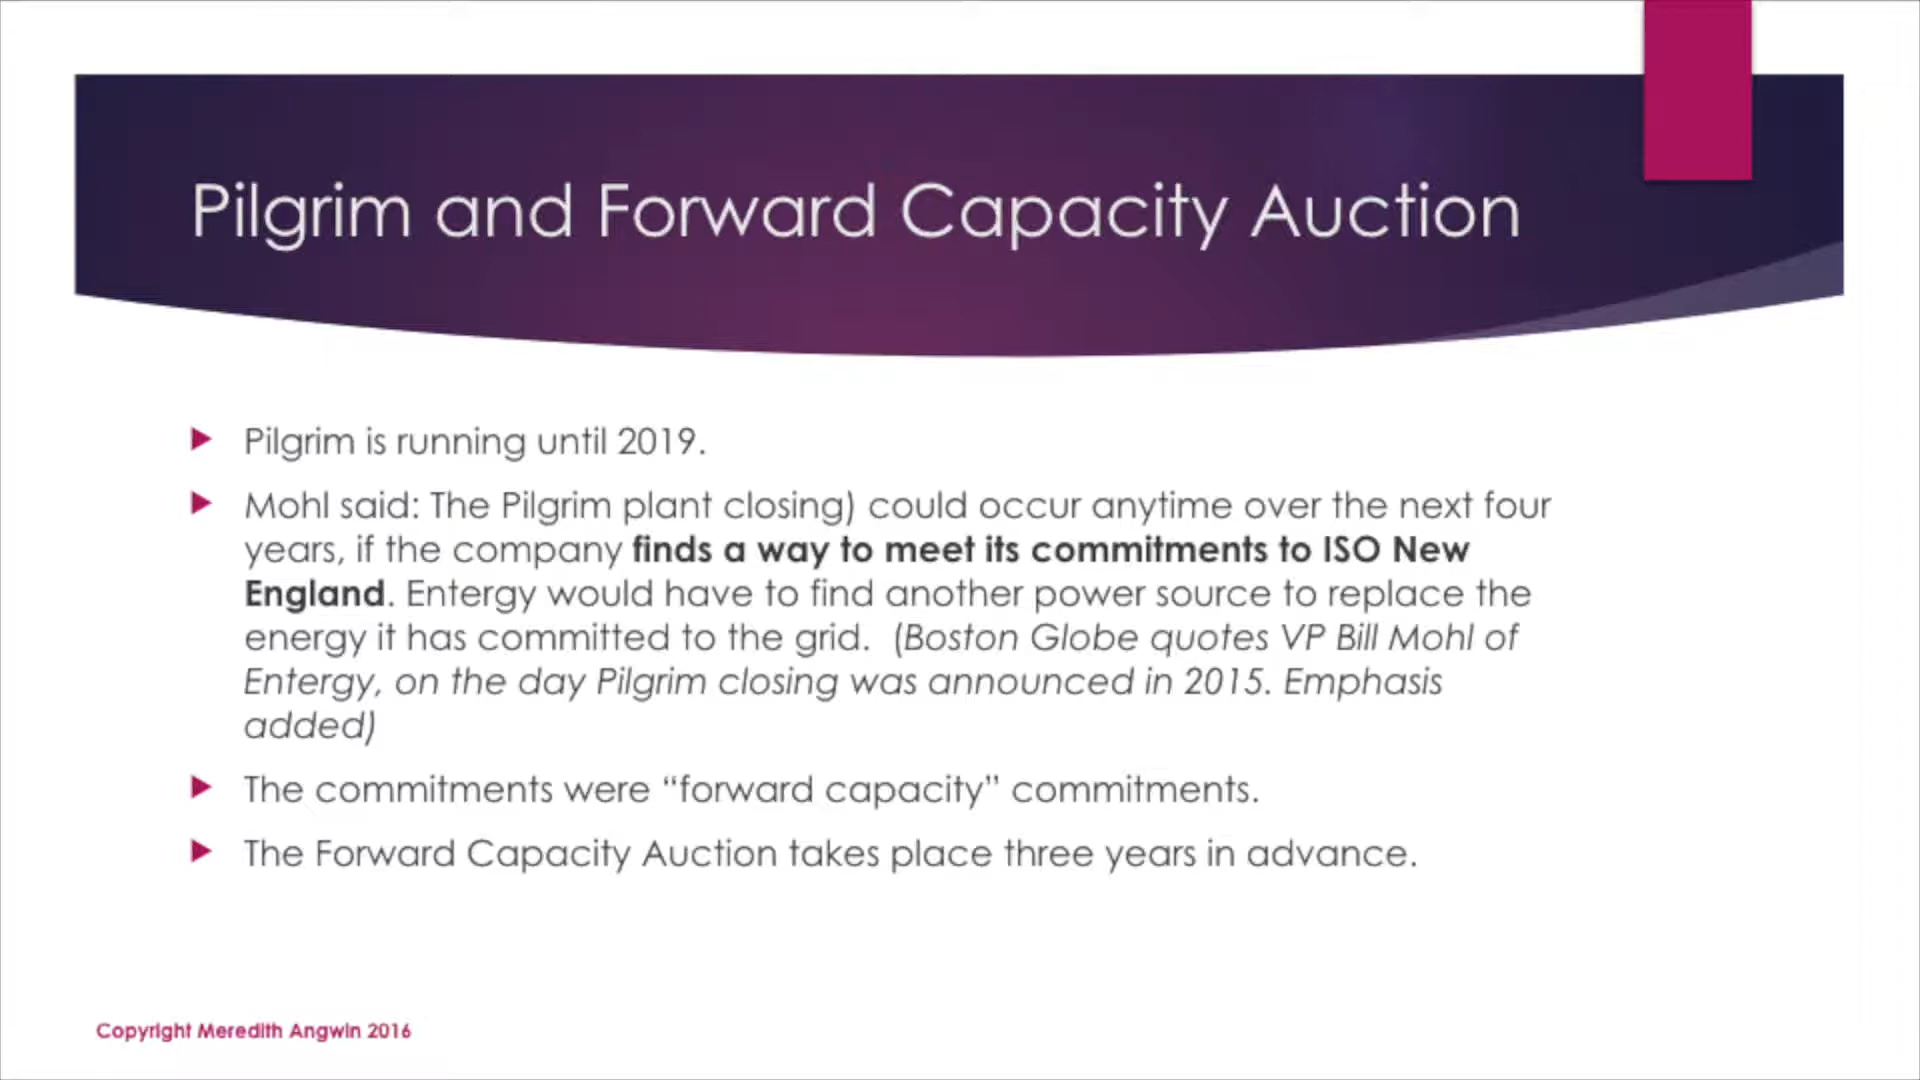 Pilgrim and Forward Capacity Auction
Pilgrim is running until 2019.
Mohl said: The Pilgrim plant closing) could occur anytime over the next four
years, if the company finds a way to meet its commitments to ISO New
England. Entergy would have to find another power source to replace the
energy it has committed to the grid.  (Boston Globe quotes VP Bill Mohl of
Entergy, on the day Pilgrim closing was announced in 2015. Emphasis
added)
The commitments were “forward capacity” commitments.
The Forward Capacity Auction takes place three years in advance.
Copyright Meredith Angwin 2016